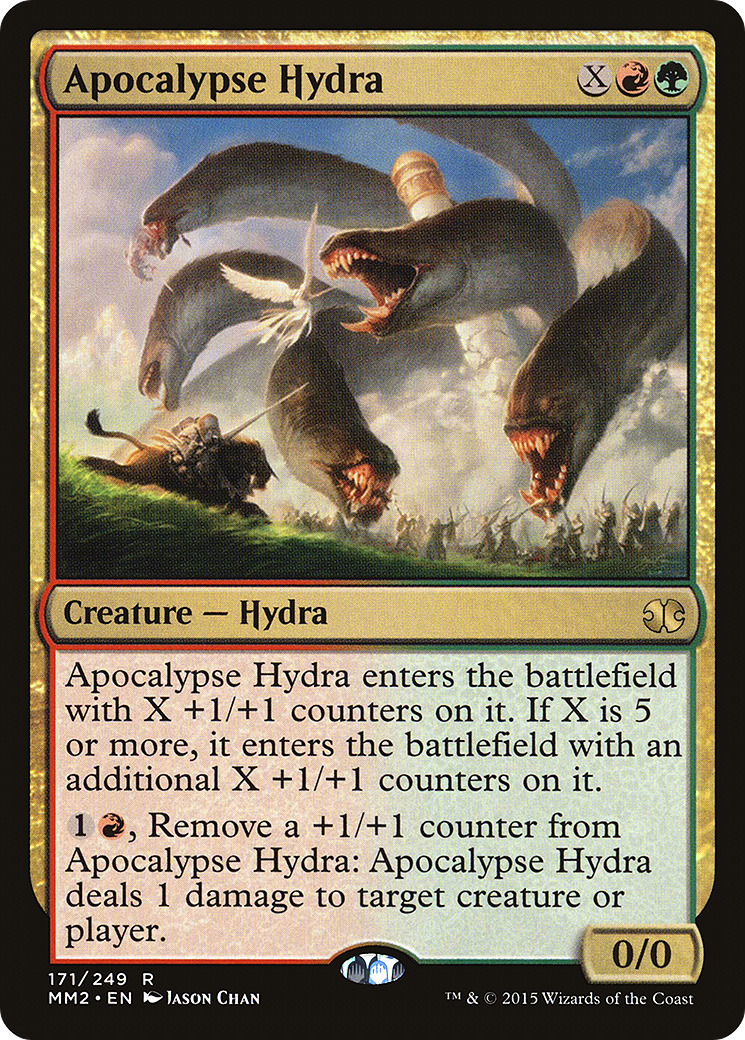 Apocalypse Hydra X
Creature — Hydra
Apocalypse Hydra enters the battlefield
with X +1/+1 counters on it. If X is 5
or more, it enters the battlefield with an
additional X +1/+1 counters on it.
1 , Remove a +1/+1 counter from
Apocalypse Hydra: Apocalypse Hydra
deals 1 damage to target creature or
player.
0/0
171/249 R
MM2 • EN Jason Chan
™ & © 2015 Wizards of the Coast